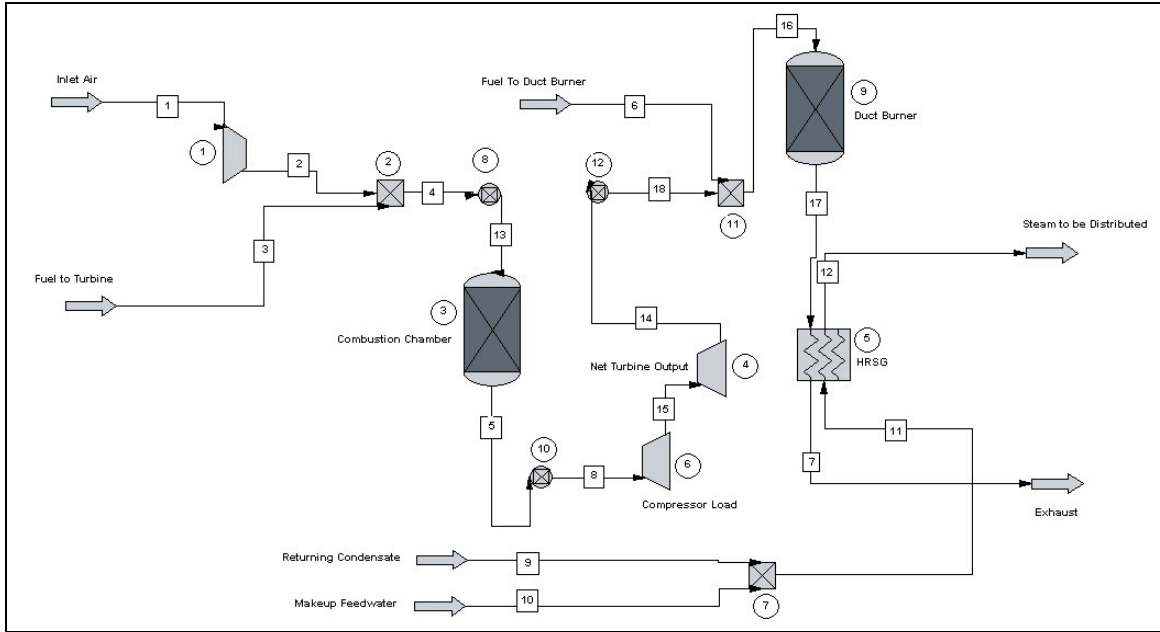 16
Inlet Air
Fuel To Duct Burner
9
1
6
Duct Burner
1
2
2
8
12
4
18
11
17
Steam to be Distributed
13
3
12
Fuel to Turbine
3
14
5
Combustion Chamber
HRSG
Net Turbine Output
4
15
5
11
10
6
7
8
Compressor Load
Exhaust
Returning Condensate
9
Makeup Feedwater
10
7